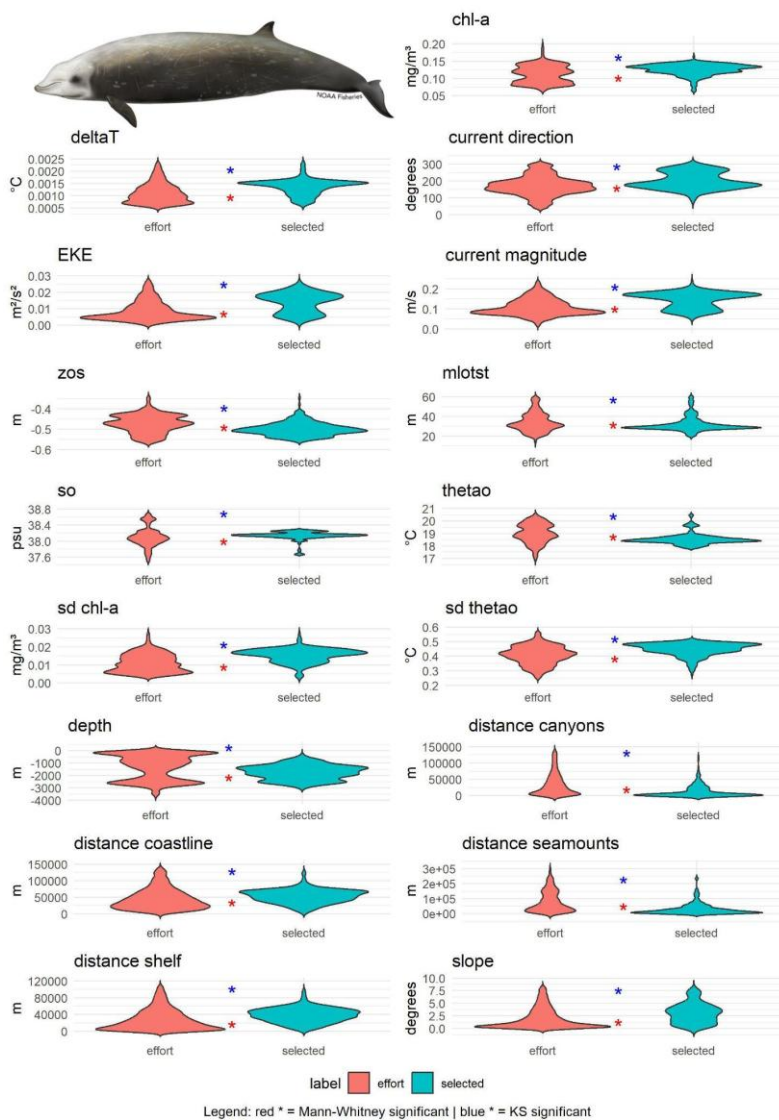 chl-a
mg/m³
0.20
0.15
0.10
0.05
*
*
effort
selected
NOAA Fisheries
deltaT
°C
0.0025
0.0020
0.0015
0.0010
0.0005
*
*
effort
selected
current direction
degrees
300
200
100
0
*
*
effort
selected
EKE
m²/s²
0.03
0.02
0.01
0.00
*
*
effort
selected
current magnitude
m/s
0.2
0.1
0.0
*
*
effort
selected
zos
m
-0.4
-0.5
-0.6
*
*
effort
selected
mlotst
m
60
40
20
*
*
effort
selected
so
psu
38.8
38.4
38.0
37.6
*
*
effort
selected
thetao
°C
21
20
19
18
17
*
*
effort
selected
sd chl-a
mg/m³
0.03
0.02
0.01
0.00
*
*
effort
selected
sd thetao
°C
0.6
0.5
0.4
0.3
0.2
*
*
effort
selected
depth
m
0
-1000
-2000
-3000
-4000
*
*
effort
selected
distance canyons
m
150000
100000
50000
0
*
*
effort
selected
distance coastline
m
150000
100000
50000
0
*
*
effort
selected
distance seamounts
m
3e+05
2e+05
1e+05
0e+00
*
*
effort
selected
distance shelf
m
120000
80000
40000
0
*
*
effort
selected
slope
degrees
10.0
7.5
5.0
2.5
0.0
*
*
effort
selected
label effort selected
Legend: red * = Mann-Whitney significant | blue * = KS significant